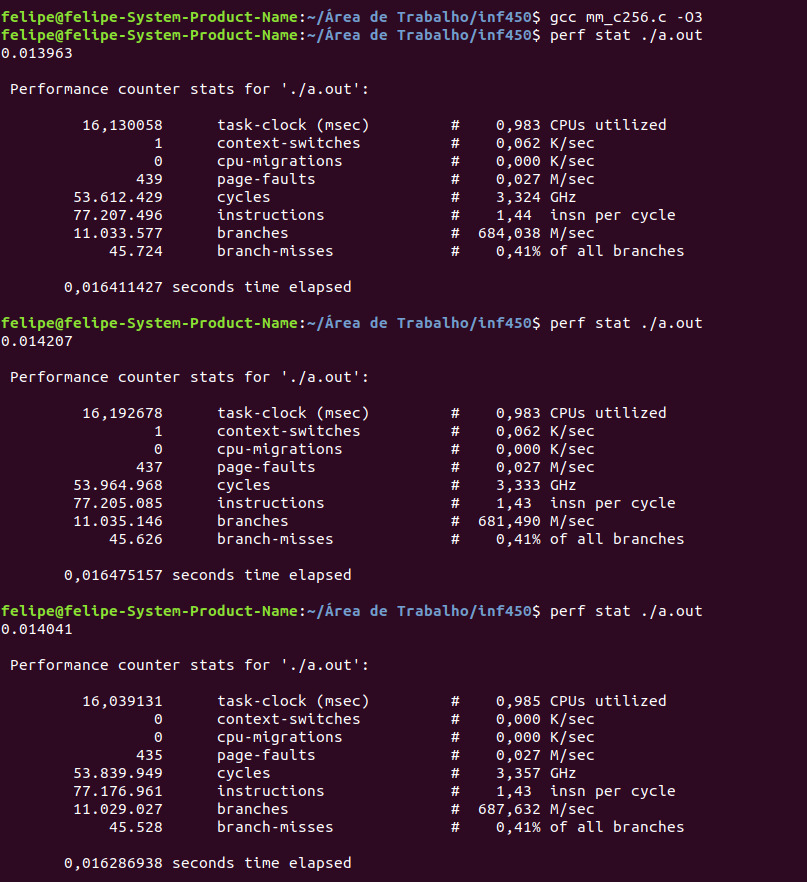 felipe@felipe-System-Product-Name:~/Área de Trabalho/inf450$ gcc mm_c256.c -O3
felipe@felipe-System-Product-Name:~/Área de Trabalho/inf450$ perf stat ./a.out
0.013963
Performance counter stats for './a.out':
16,130058 task-clock (msec) # 0,983 CPUs utilized
1 context-switches # 0,062 K/sec
0 cpu-migrations # 0,000 K/sec
439 page-faults # 0,027 M/sec
53.612.429 cycles # 3,324 GHz
77.207.496 instructions # 1,44 insn per cycle
11.033.577 branches # 684,038 M/sec
45.724 branch-misses # 0,41% of all branches
0,016411427 seconds time elapsed
felipe@felipe-System-Product-Name:~/Área de Trabalho/inf450$ perf stat ./a.out
0.014207
Performance counter stats for './a.out':
16,192678 task-clock (msec) # 0,983 CPUs utilized
1 context-switches # 0,062 K/sec
0 cpu-migrations # 0,000 K/sec
437 page-faults # 0,027 M/sec
53.964.968 cycles # 3,333 GHz
77.205.085 instructions # 1,43 insn per cycle
11.035.146 branches # 681,490 M/sec
45.626 branch-misses # 0,41% of all branches
0,016475157 seconds time elapsed
felipe@felipe-System-Product-Name:~/Área de Trabalho/inf450$ perf stat ./a.out
0.014041
Performance counter stats for './a.out':
16,039131 task-clock (msec) # 0,985 CPUs utilized
0 context-switches # 0,000 K/sec
0 cpu-migrations # 0,000 K/sec
435 page-faults # 0,027 M/sec
53.839.949 cycles # 3,357 GHz
77.176.961 instructions # 1,43 insn per cycle
11.029.027 branches # 687,632 M/sec
45.528 branch-misses # 0,41% of all branches
0,016286938 seconds time elapsed